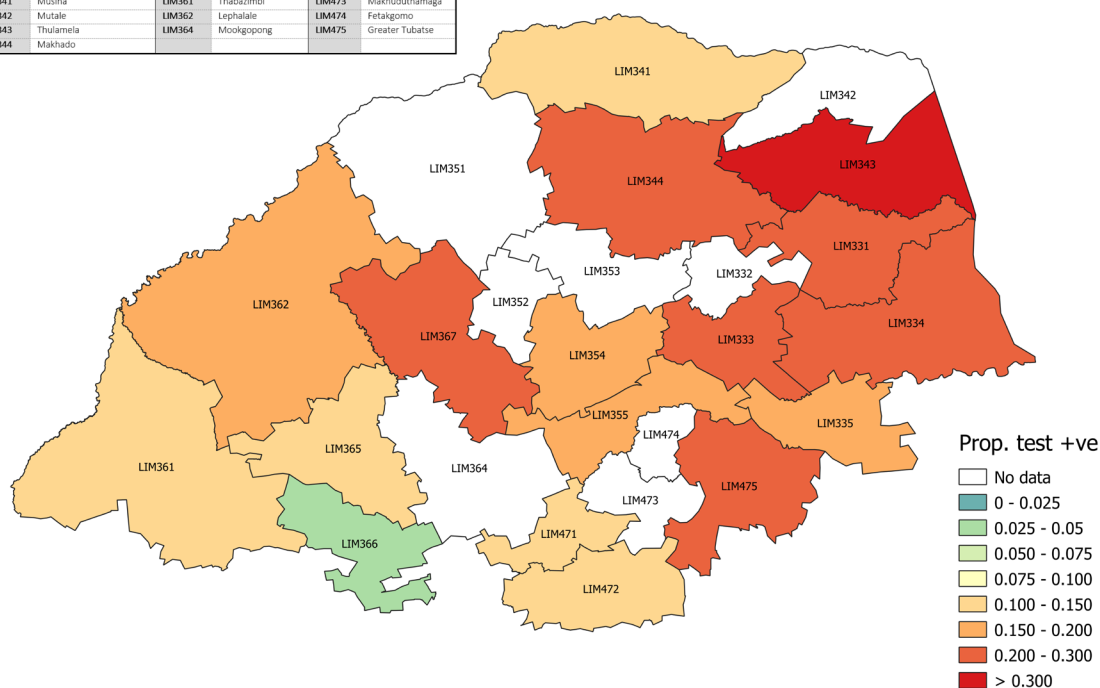 341 Musina LIM361 Thabazimbi LIM473 Makhuduthamaga
342 Mutale LIM362 Lephalale LIM474 Fetakgomo
343 Thulamela LIM364 Mookgopong LIM475 Greater Tubatse
344 Makhado
LIM341
LIM342
LIM351
LIM343
LIM344
LIM331
LIM353
LIM332
LIM352
LIM362
LIM334
LIM367
LIM333
LIM354
LIM355
LIM335
LIM474
LIM365
LIM361
LIM364
LIM475
LIM473
LIM471
LIM366
LIM472
Prop. test +ve
No data
0 - 0.025
0.025 - 0.05
0.050 - 0.075
0.075 - 0.100
0.100 - 0.150
0.150 - 0.200
0.200 - 0.300
> 0.300